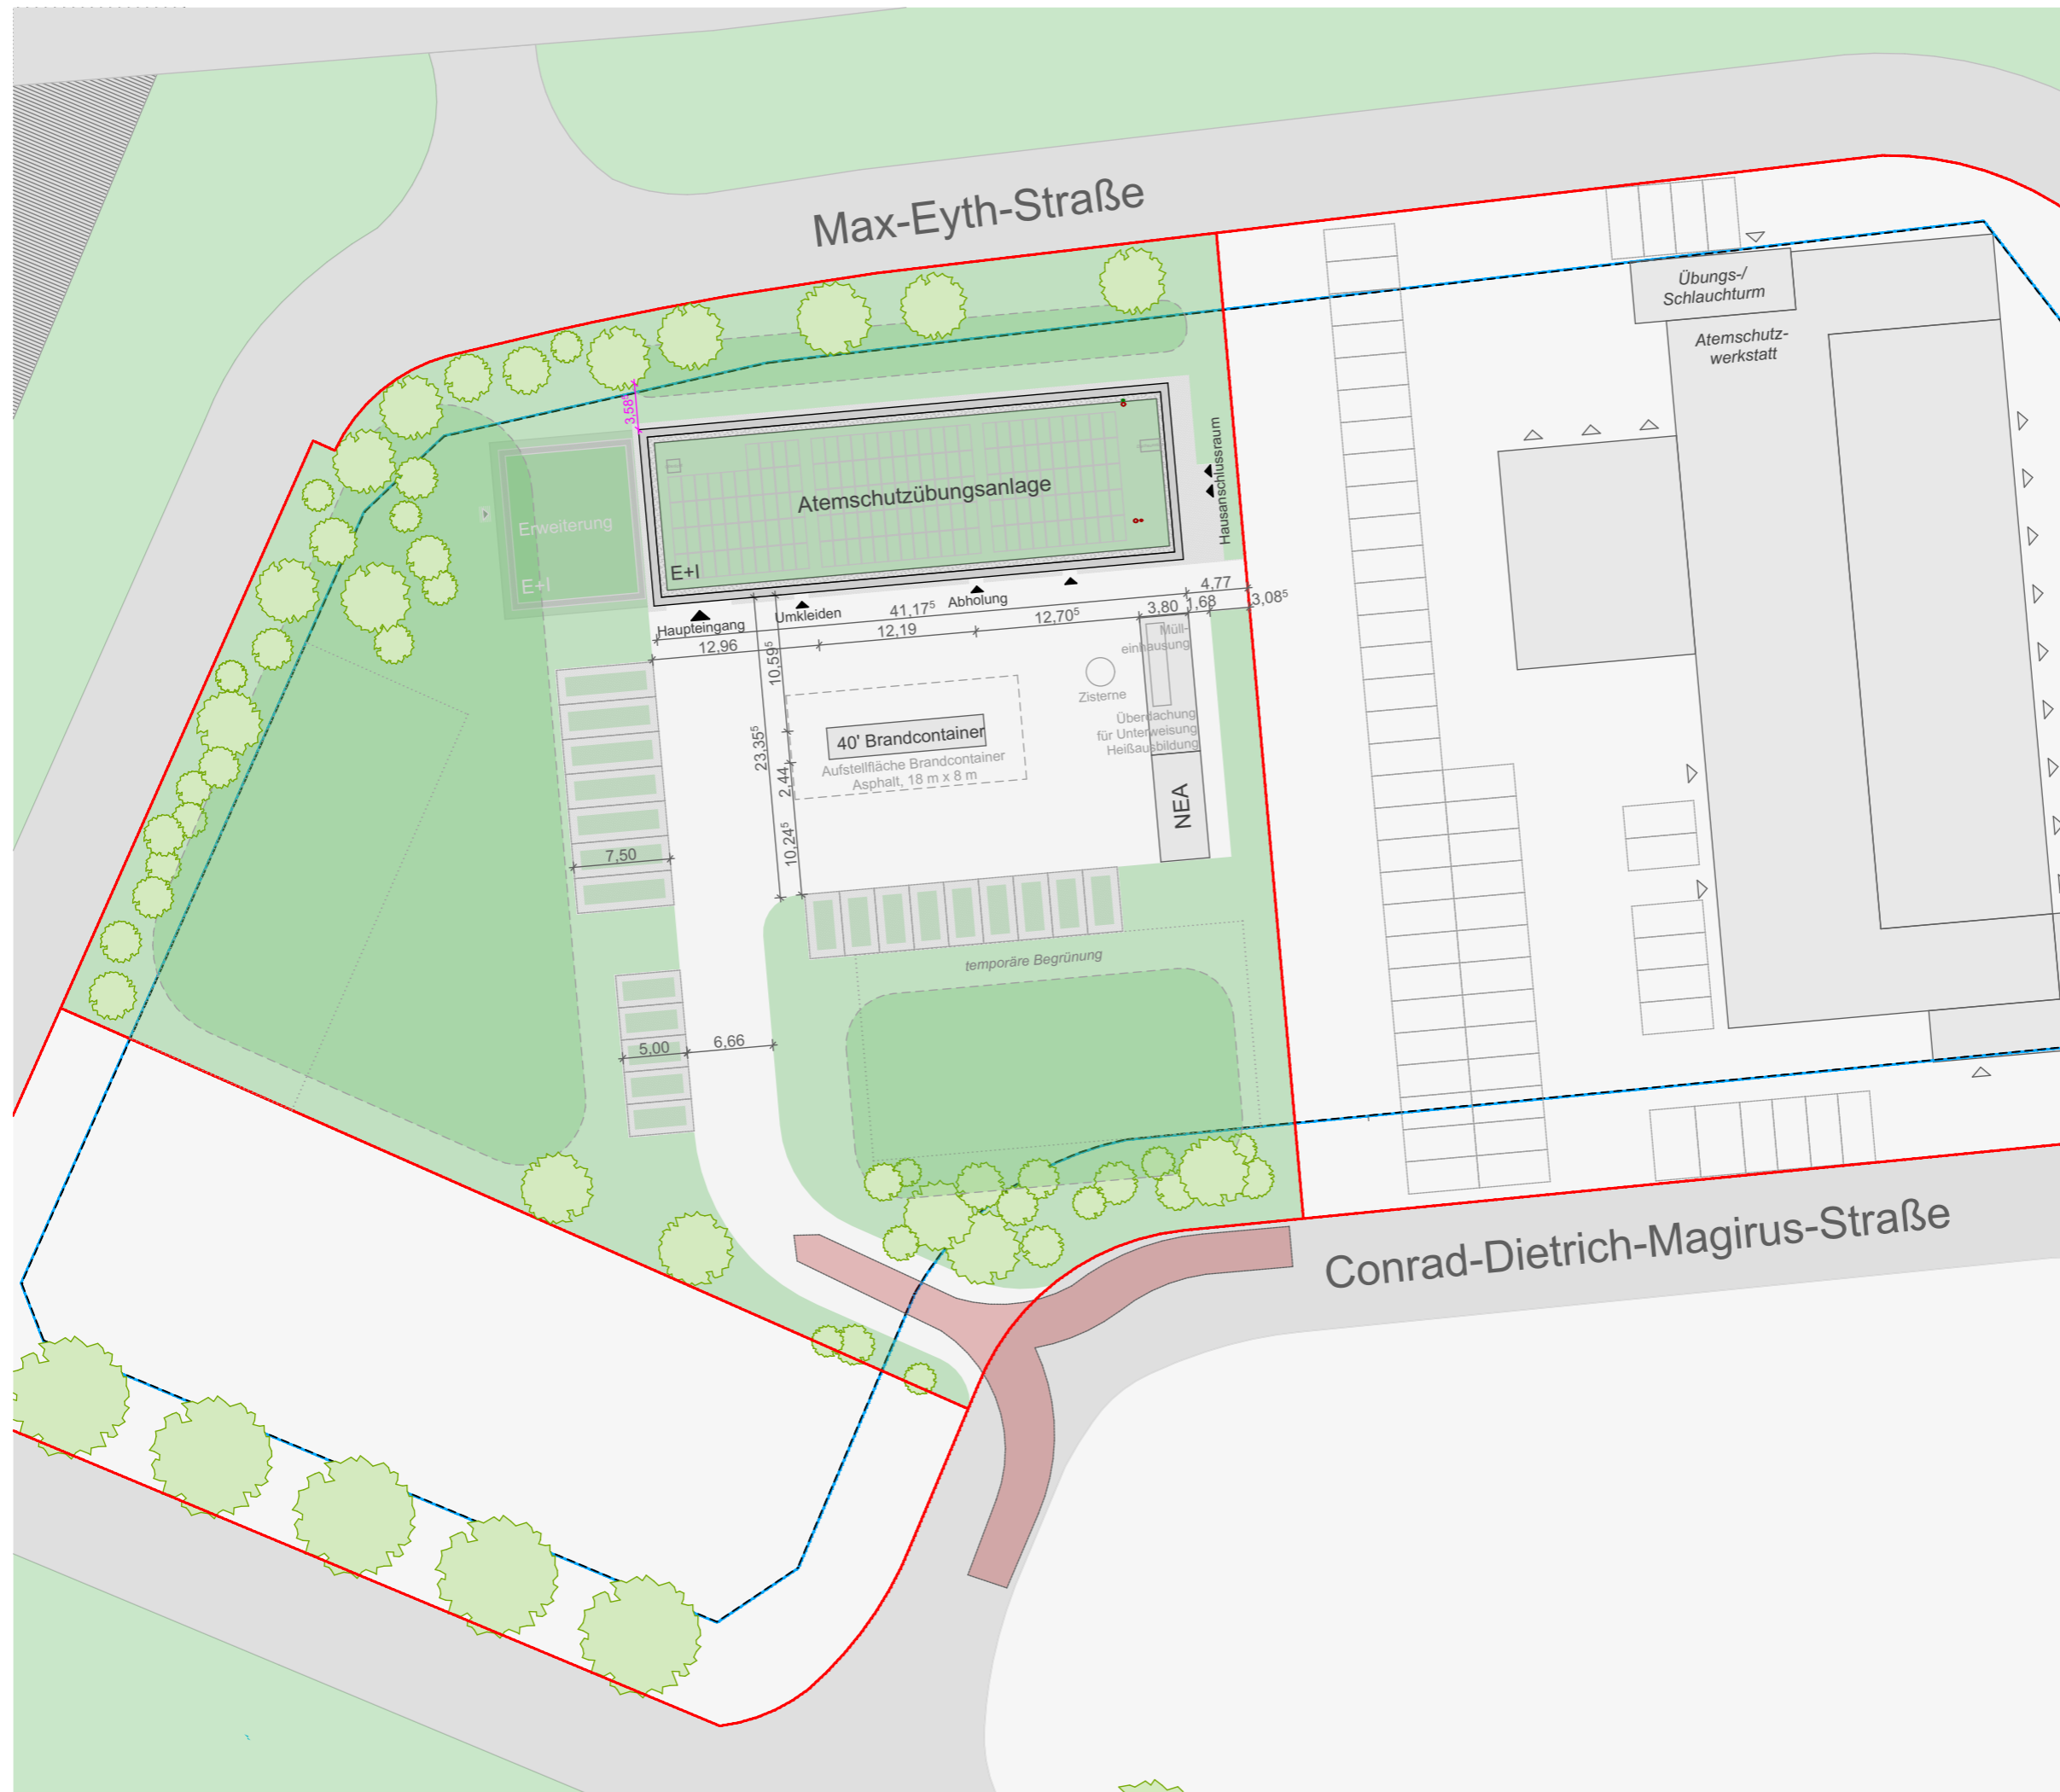 Max-Eyth-Straße
Übungs-/
Schlauchturm
Atemschutz-
werkstatt
3,58⁵
Atemschutzübungsanlage
Hausanschlussraum
Erweiterung
E+I
E+I
Haupteingang
Umkleiden
Abholung
41,17⁵
4,77
12,96
12,19
12,70⁵
3,80
1,68
3,08⁵
Müll-
einhausung
Zisterne
10,59⁵
23,35⁵
2,44
10,24⁵
40' Brandcontainer
Aufstellfläche Brandcontainer
Asphalt, 18 m x 8 m
Überdachung
für Unterweisung
Heißausbildung
NEA
7,50
temporäre Begrünung
5,00
6,66
Conrad-Dietrich-Magirus-Straße